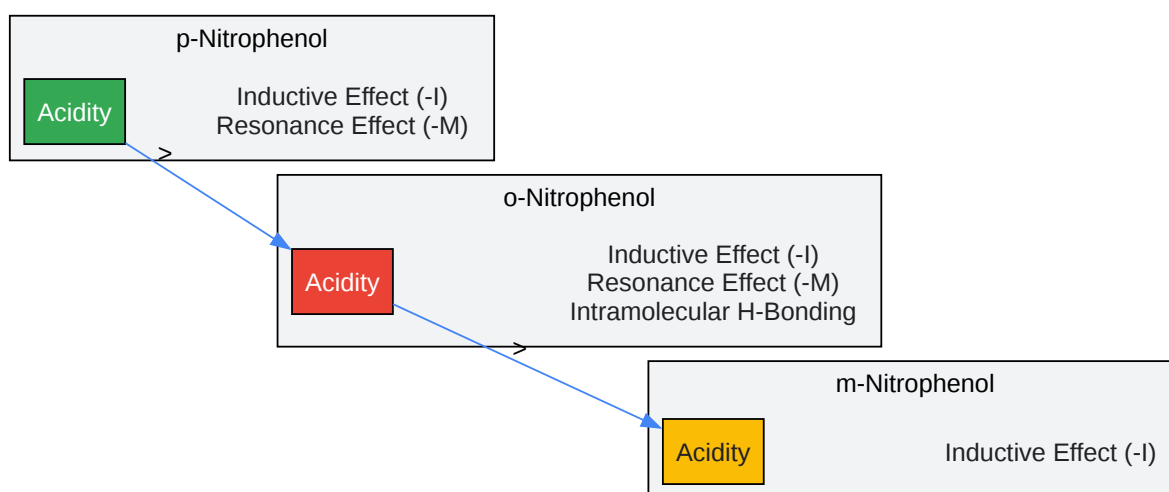 p-Nitrophenol
Acidity
Inductive Effect (-I)
Resonance Effect (-M)
>
o-Nitrophenol
Acidity
Inductive Effect (-I)
Resonance Effect (-M)
Intramolecular H-Bonding
>
m-Nitrophenol
Acidity
Inductive Effect (-I)